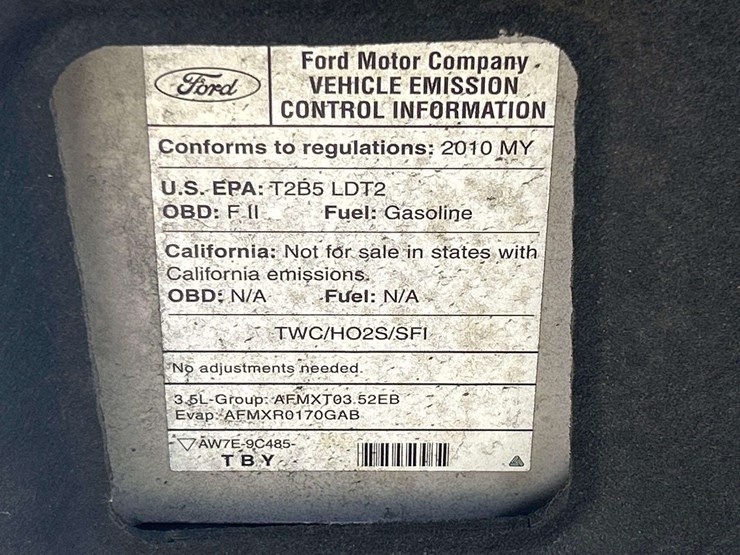 Ford
Ford Motor Company
VEHICLE EMISSION
CONTROL INFORMATION
Conforms to regulations: 2010 MY
U.S. EPA: T2B5 LDT2
OBD: F II Fuel: Gasoline
California: Not for sale in states with
California emissions.
OBD: N/A Fuel: N/A
TWC/HO2S/SFI
No adjustments needed.
3.5L-Group: AFMXT03.52EB
Evap: AFMXR0170GAB
AW7E-9C485-
TBY